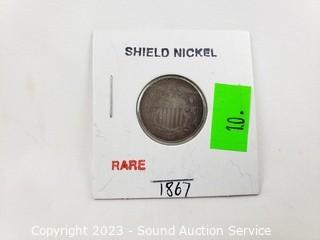 SHIELD NICKEL
10.
RARE
1867
Copyright 2023 - Sound Auction Service